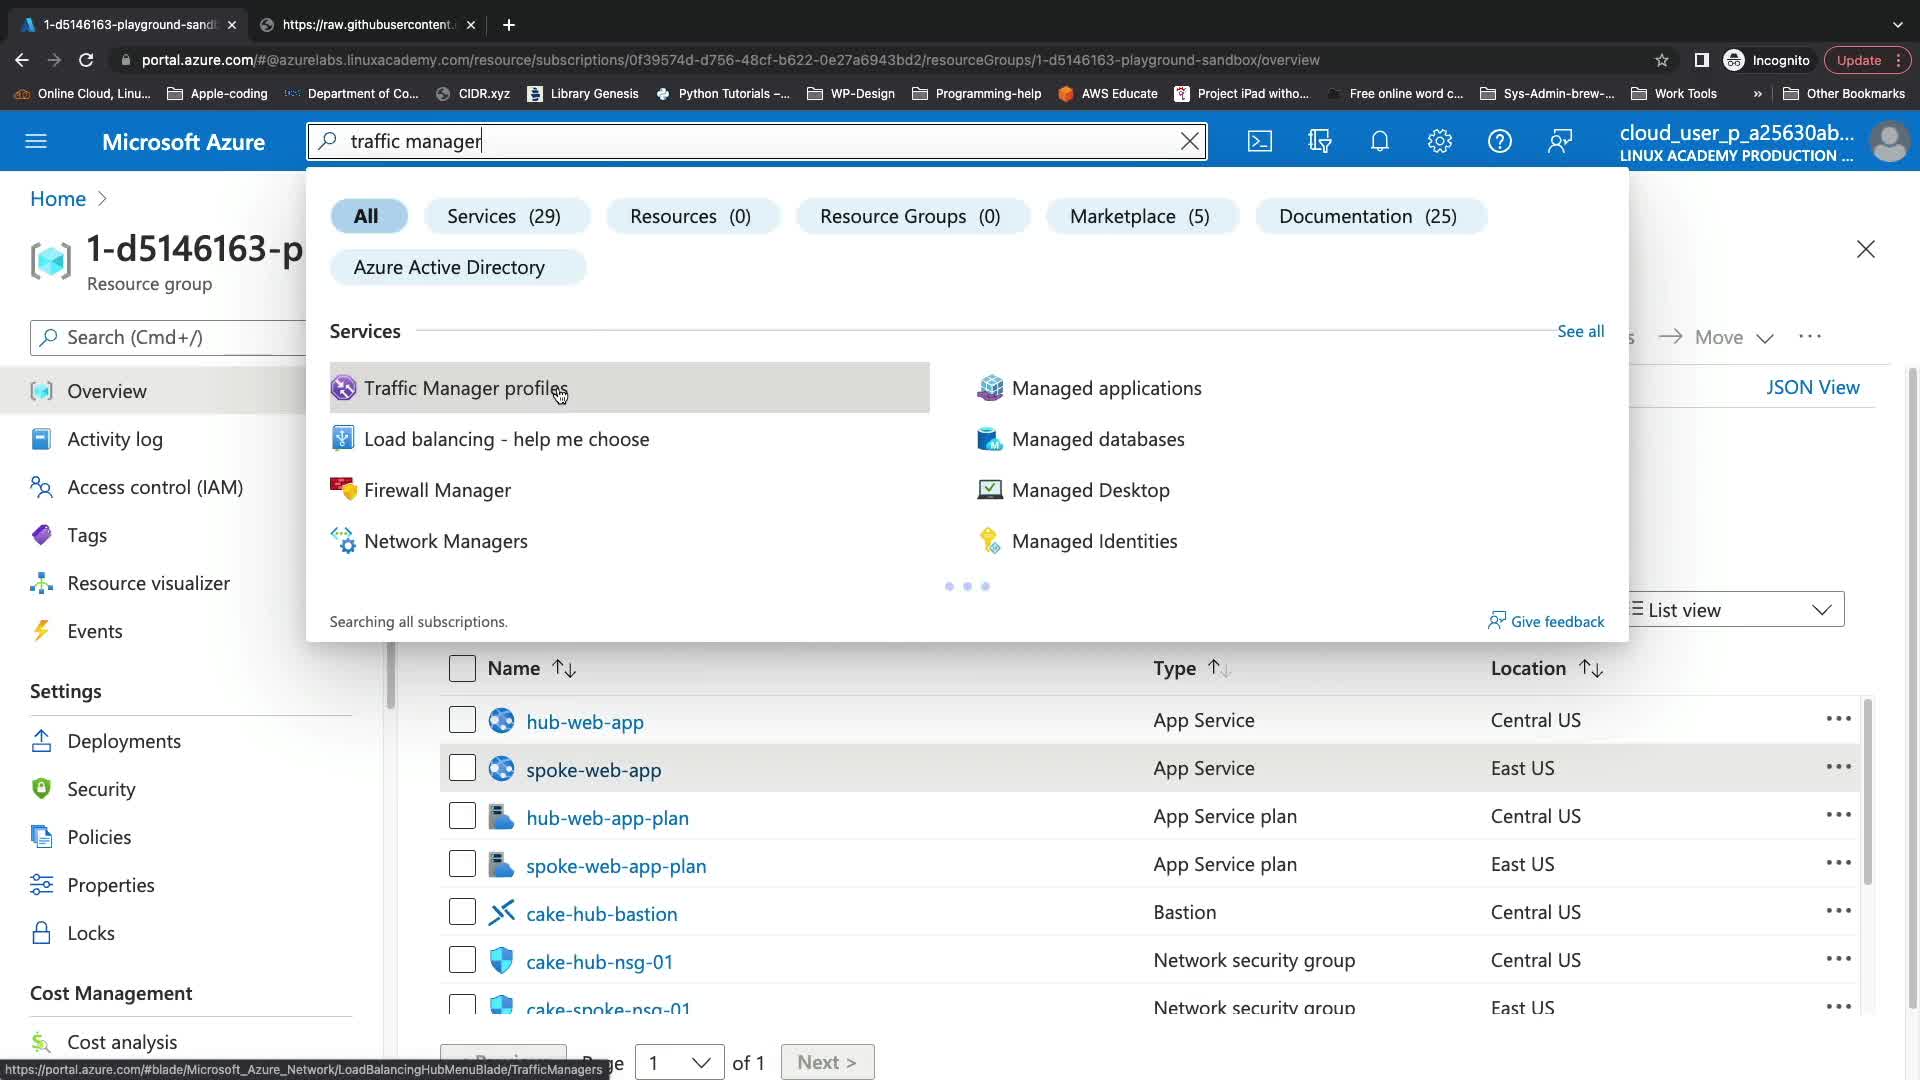 1-d5146163-playground-sand
https://raw.githubusercontent.
portal.azure.com/#@azurelabs.linuxacademy.com/resource/subscriptions/0f39574d-d756-48cf-b622-0e27a6943bd2/resourceGroups/1-d5146163-playground-sandbox/overview
Incognito
Update
Online Cloud, Linu...
Apple-coding
Department of Co...
CIDR.xyz
Library Genesis
Python Tutorials –...
WP-Design
Programming-help
AWS Educate
Project iPad witho...
Free online word c...
Sys-Admin-brew-...
Work Tools
»
Other Bookmarks
Microsoft Azure
traffic manager
cloud_user_p_a25630ab...
LINUX ACADEMY PRODUCTION ...
Home >
1-d5146163-p
Resource group
All
Services (29)
Resources (0)
Resource Groups (0)
Marketplace (5)
Documentation (25)
Azure Active Directory
Services
See all
Traffic Manager profiles
Managed applications
Load balancing - help me choose
Managed databases
Firewall Manager
Managed Desktop
Network Managers
Managed Identities
Searching all subscriptions.
Give feedback
Search (Cmd+/)
Move
JSON View
List view
Overview
Activity log
Access control (IAM)
Tags
Resource visualizer
Events
Settings
Deployments
Security
Policies
Properties
Locks
Cost Management
Cost analysis
Name
Type
Location
hub-web-app
App Service
Central US
spoke-web-app
App Service
East US
hub-web-app-plan
App Service plan
Central US
spoke-web-app-plan
App Service plan
East US
cake-hub-bastion
Bastion
Central US
cake-hub-nsg-01
Network security group
Central US
cake-spoke-nsg-01
Network security group
East US
1
of 1
Next >
https://portal.azure.com/#blade/Microsoft_Azure_Network/LoadBalancingHubMenuBlade/TrafficManagers